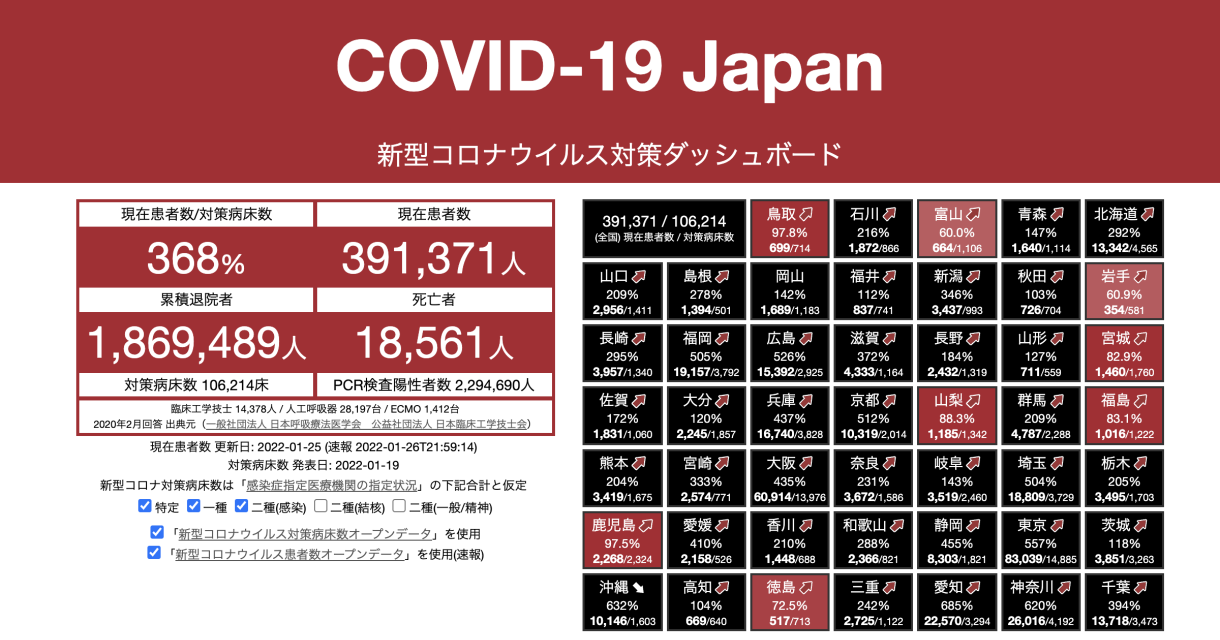 COVID-19 Japan
新型コロナウイルス対策ダッシュボード
現在患者数/対策病床数
現在患者数
368%
391,371人
累積退院者
死亡者
1,869,489人
18,561人
対策病床数 106,214床
PCR検査陽性者数 2,294,690人
臨床工学技士 14,378人 / 人工呼吸器 28,197台 / ECMO 1,412台
2020年2月回答 出典元 (一般社団法人 日本呼吸療法医学会 公益社団法人 日本臨床工学技士会)
現在患者数 更新日: 2022-01-25 (速報 2022-01-26T21:59:14)
対策病床数 発表日: 2022-01-19
新型コロナ対策病床数は「感染症指定医療機関の指定状況」の下記合計と仮定
特定 一種 二種(感染) 二種(結核) 二種(一般/精神)
「新型コロナウイルス対策病床数オープンデータ」を使用
「新型コロナウイルス患者数オープンデータ」を使用(速報)
391,371 / 106,214
(全国) 現在患者数 / 対策病床数
鳥取
97.8%
699/714
石川
216%
1,872/866
富山
60.0%
664/1,106
青森
147%
1,640/1,114
北海道
292%
13,342/4,565
山口
209%
2,956/1,411
島根
278%
1,394/501
岡山
142%
1,689/1,183
福井
112%
837/741
新潟
346%
3,437/993
秋田
103%
726/704
岩手
60.9%
354/581
長崎
295%
3,957/1,340
福岡
505%
19,157/3,792
広島
526%
15,392/2,925
滋賀
372%
4,333/1,164
長野
184%
2,432/1,319
山形
127%
711/559
宮城
82.9%
1,460/1,760
佐賀
172%
1,831/1,060
大分
120%
2,245/1,857
兵庫
437%
16,740/3,828
京都
512%
10,319/2,014
山梨
88.3%
1,185/1,342
群馬
209%
4,787/2,288
福島
83.1%
1,016/1,222
熊本
204%
3,419/1,675
宮崎
333%
2,574/771
大阪
435%
60,914/13,976
奈良
231%
3,672/1,586
岐阜
143%
3,519/2,460
埼玉
504%
18,809/3,729
栃木
205%
3,495/1,703
鹿児島
97.5%
2,268/2,324
愛媛
410%
2,158/526
香川
210%
1,448/688
和歌山
288%
2,366/821
静岡
455%
8,303/1,821
東京
557%
83,039/14,885
茨城
118%
3,851/3,263
沖縄
632%
10,146/1,603
高知
104%
669/640
徳島
72.5%
517/713
三重
242%
2,725/1,122
愛知
685%
22,570/3,294
神奈川
620%
26,016/4,192
千葉
394%
13,718/3,473